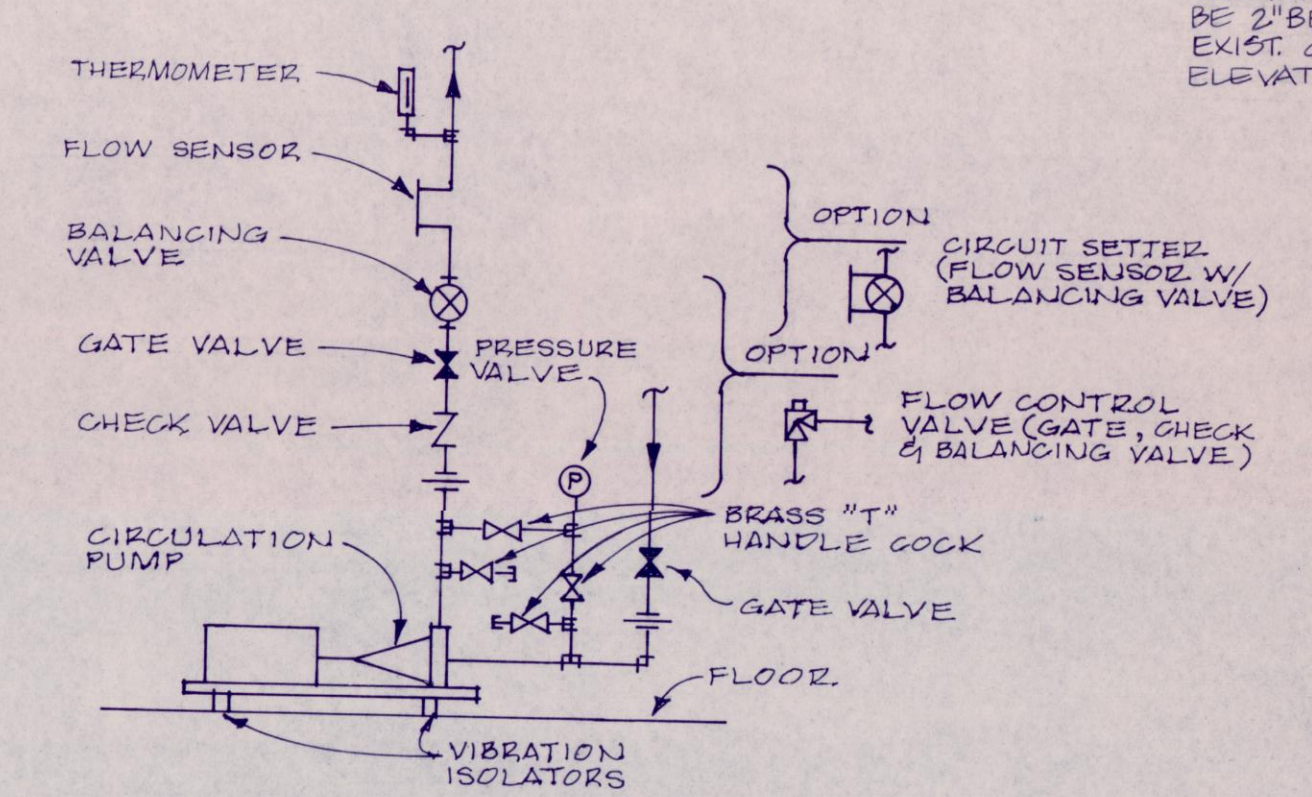 BE 2"BE
EXIST.
ELEVAT
THERMOMETER
FLOW SENSOR
BALANCING
VALVE
GATE VALVE
CHECK VALVE
PRESSURE
VALVE
P
OPTION
CIRCUIT SETTER
(FLOW SENSOR W/
BALANCING VALVE)
OPTION
FLOW CONTROL
VALVE (GATE, CHECK
& BALANCING VALVE)
BRASS "T"
HANDLE COCK
CIRCULATION
PUMP
GATE VALVE
FLOOR.
VIBRATION
ISOLATORS